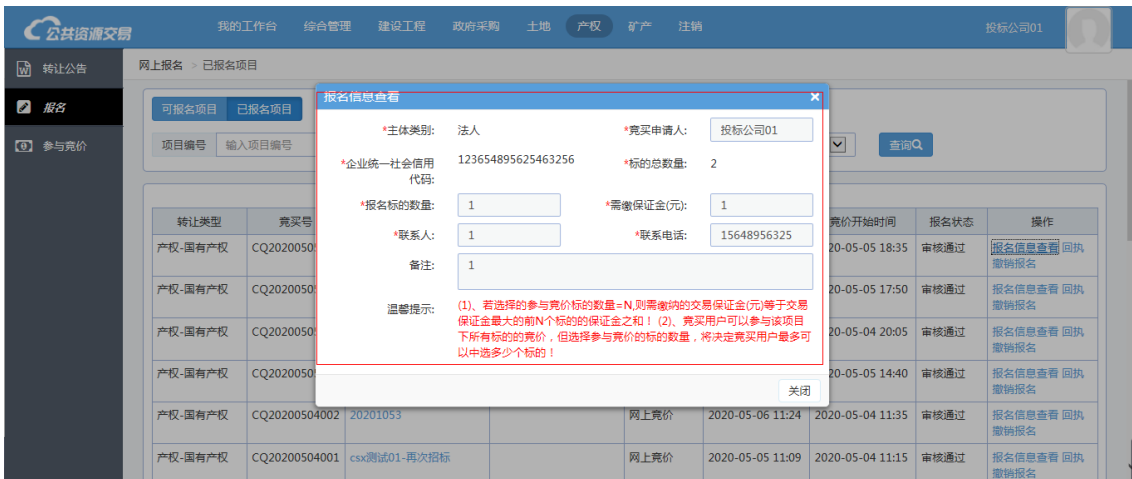 公共资源交易 我的工作台 综合管理 建设工程 政府采购 土地 产权 矿产 注销 投标公司01
转让公告
报名
参与竞价
网上报名 > 已报名项目
可报名项目 已报名项目
项目编号 输入项目编号 查询
报名信息查看 ×
*主体类别: 法人 *竞买申请人: 投标公司01
*企业统一社会信用 123654895625463256 *标的总数量: 2
代码:
*报名标的数量: 1 *需缴保证金(元): 1
*联系人: 1 *联系电话: 15648956325
备注: 1
温馨提示: (1)、若选择的参与竞价标的数量=N,则需缴纳的交易保证金(元)等于交易
保证金最大的前N个标的的保证金之和！ (2)、竞买用户可以参与该项目
下所有标的的竞价，但选择参与竞价的标的数量，将决定竞买用户最多可
以中选多少个标的！
关闭
转让类型 竞买号 竞价开始时间 报名状态 操作
产权-国有产权 CQ202005 20-05-05 18:35 审核通过 报名信息查看 回执
撤销报名
产权-国有产权 CQ202005 20-05-05 17:50 审核通过 报名信息查看 回执
撤销报名
产权-国有产权 CQ202005 20-05-04 20:05 审核通过 报名信息查看 回执
撤销报名
产权-国有产权 CQ202005 20-05-05 14:40 审核通过 报名信息查看 回执
撤销报名
产权-国有产权 CQ20200504002 20201053 网上竞价 2020-05-06 11:24 2020-05-04 11:35 审核通过 报名信息查看 回执
撤销报名
产权-国有产权 CQ20200504001 csx测试01-再次招标 网上竞价 2020-05-05 11:09 2020-05-04 11:15 审核通过 报名信息查看 回执
撤销报名